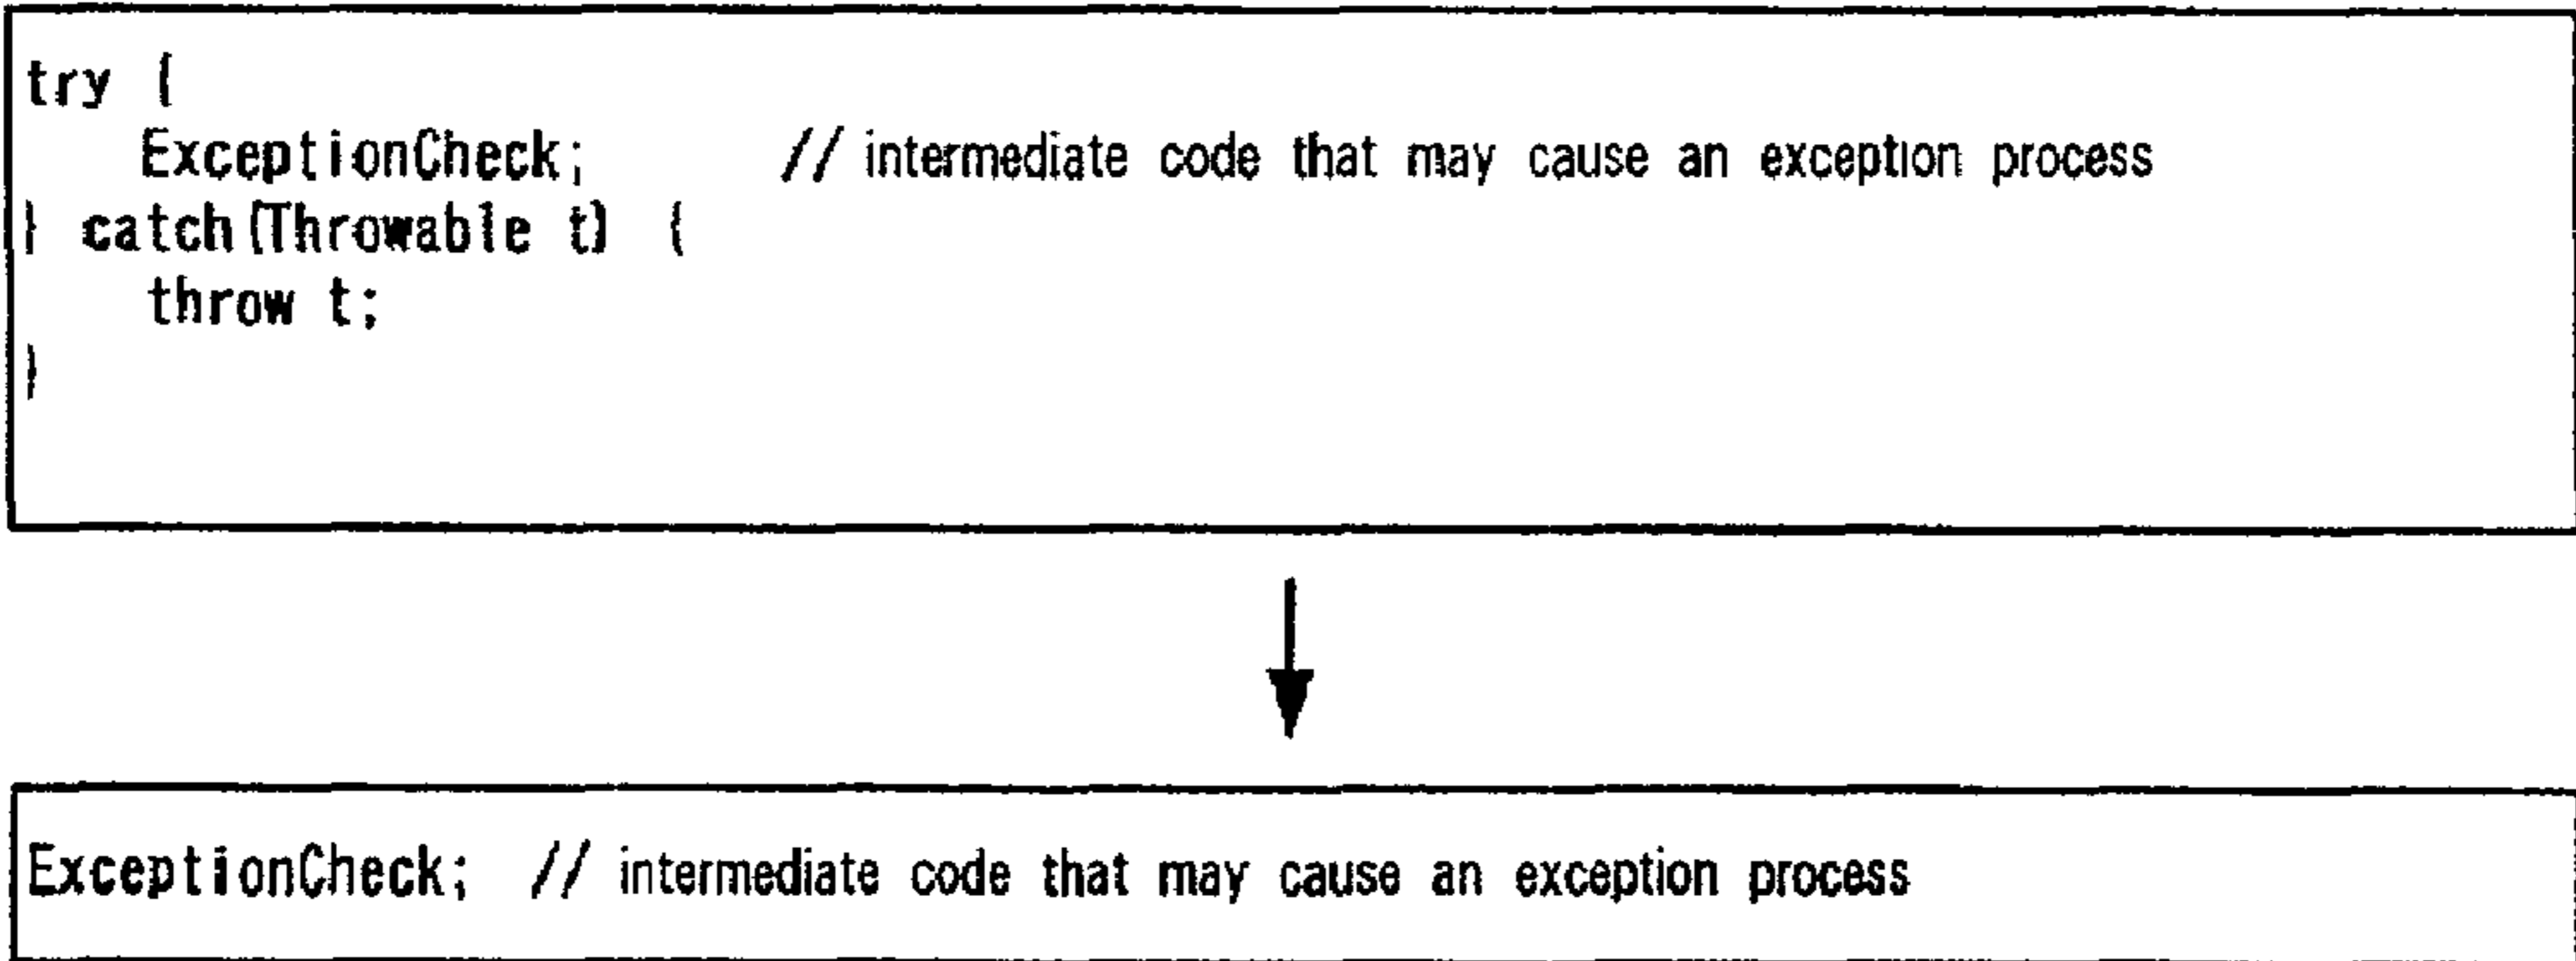 try {
ExceptionCheck; // intermediate code that may cause an exception process
} catch(Throwable t) {
throw t;
}
ExceptionCheck; // intermediate code that may cause an exception process